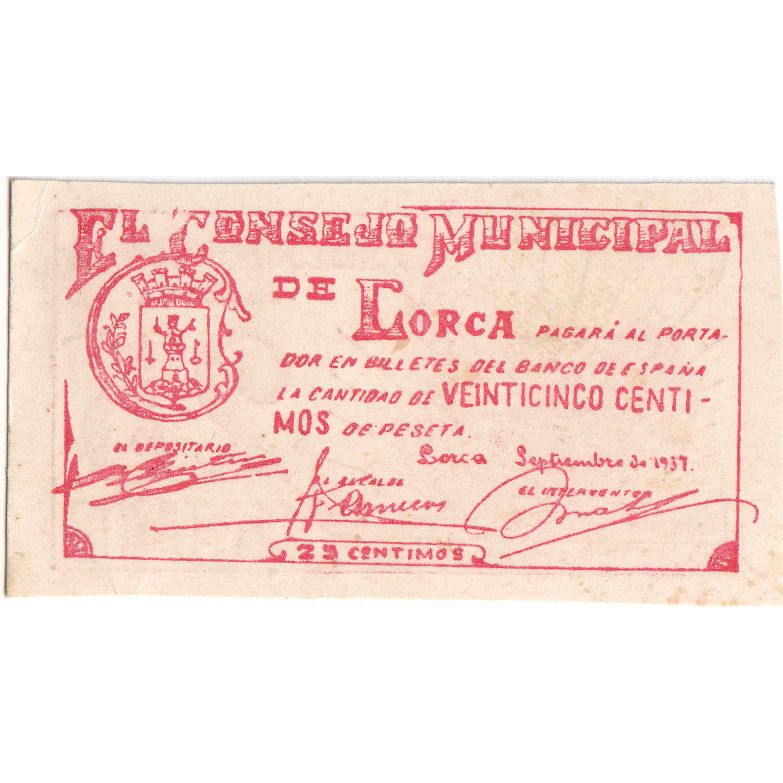 EL CONSEJO MUNICIPAL
DE LORCA PAGARÁ AL PORTA-
DOR EN BILLETES DEL BANCO DE ESPAÑA
LA CANTIDAD DE VEINTICINCO CENTI-
MOS DE PESETA.
Lorca Septiembre de 1937.
EL DEPOSITARIO
EL ALCALDE
EL INTERVENTOR
25 CENTIMOS